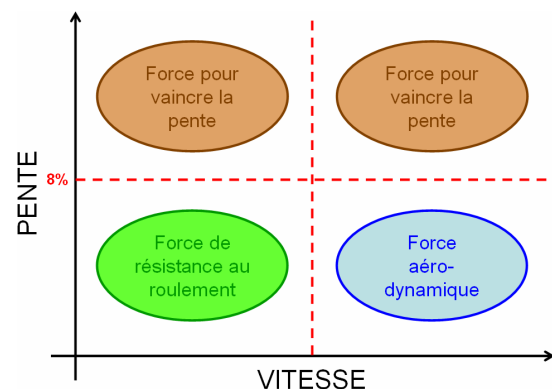 Force pour
vaincre la
pente
Force pour
vaincre la
pente
PENTE
8%
Force de
résistance au
roulement
Force
aéro-
dynamique
VITESSE